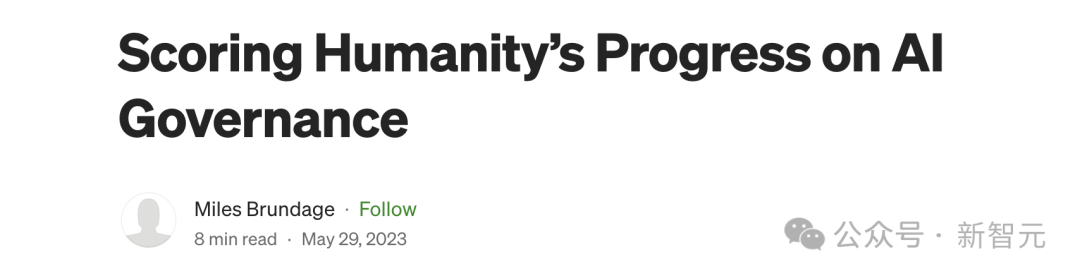 Scoring Humanity’s Progress on AI
Governance
Miles Brundage · Follow
8 min read · May 29, 2023
公众号 · 新智元